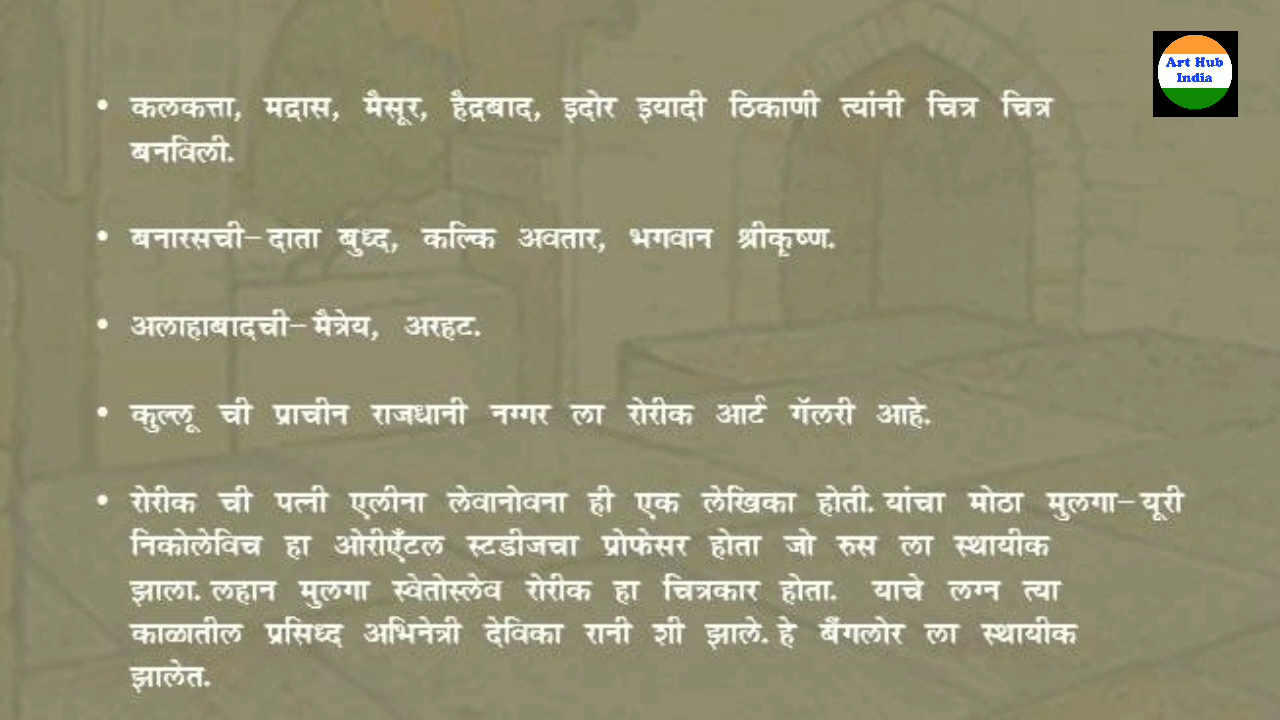 Art Hub
India
• कलकत्ता, मद्रास, मैसूर, हैद्रबाद, इदोर इयादी ठिकाणी त्यांनी चित्र चित्र
बनविली.
• बनारसची-दाता बुध्द, कल्कि अवतार, भगवान श्रीकृष्ण.
• अलाहाबादची-मैत्रेय, अरहट.
• कुल्लू ची प्राचीन राजधानी नग्गर ला रोरीक आर्ट गॅलरी आहे.
• रोरीक ची पत्नी एलीना लेवानोवना ही एक लेखिका होती. यांचा मोठा मुलगा-यूरी
निकोलेविच हा ओरीएँटल स्टडीजचा प्रोफेसर होता जो रुस ला स्थायीक
झाला. लहान मुलगा स्वेतोस्लेव रोरीक हा चित्रकार होता. याचे लग्न त्या
काळातील प्रसिध्द अभिनेत्री देविका रानी शी झाले. हे बैंगलोर ला स्थायीक
झालेत.